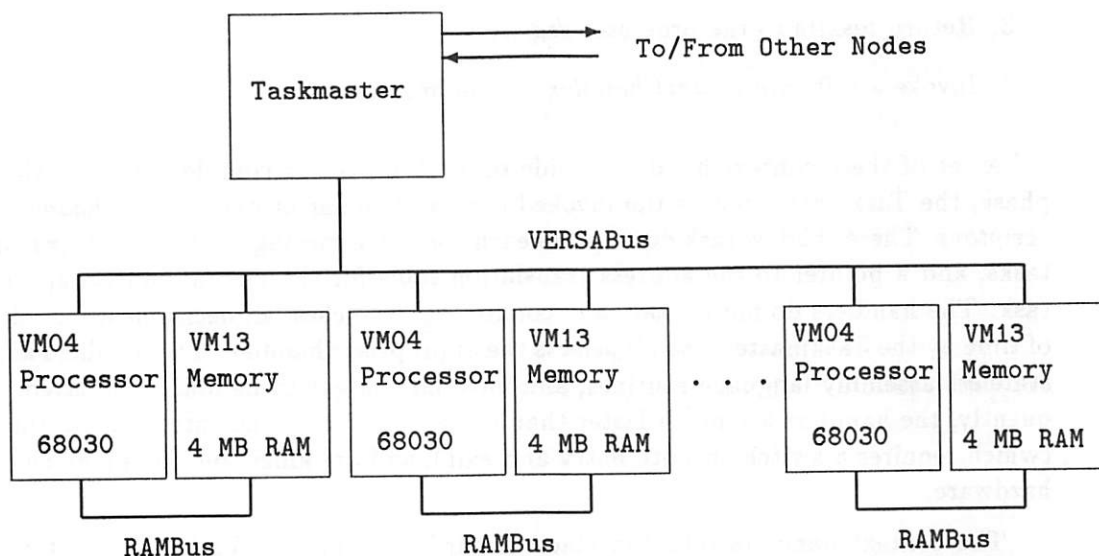 To/From Other Nodes
Taskmaster
VERSABus
VM04
Processor
68030
VM13
Memory
4 MB RAM
VM04
Processor
68030
VM13
Memory
4 MB RAM
. . .
VM04
Processor
68030
VM13
Memory
4 MB RAM
RAMBus
RAMBus
RAMBus